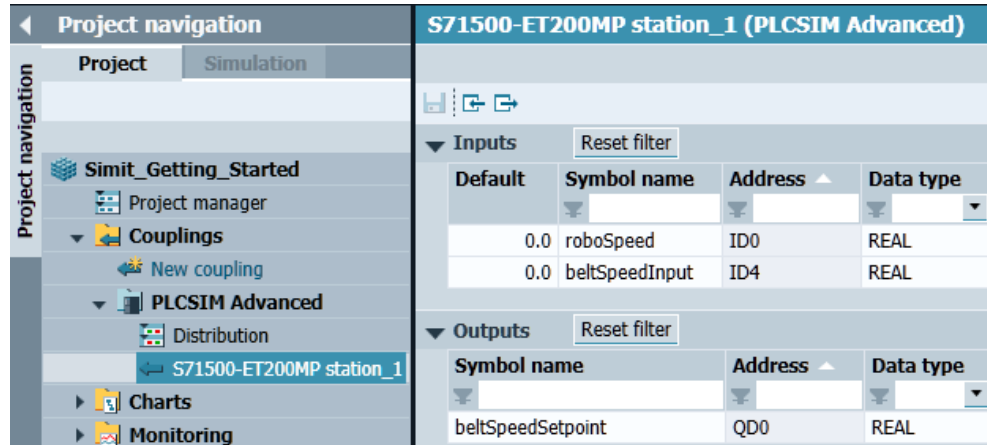 Project navigation
Project navigation
Project Simulation
Simit_Getting_Started
Project manager
Couplings
New coupling
PLCSIM Advanced
Distribution
S71500-ET200MP station_1
Charts
Monitoring
S71500-ET200MP station_1 (PLCSIM Advanced)
Inputs Reset filter
Default Symbol name Address Data type
0.0 roboSpeed ID0 REAL
0.0 beltSpeedInput ID4 REAL
Outputs Reset filter
Symbol name Address Data type
beltSpeedSetpoint QD0 REAL